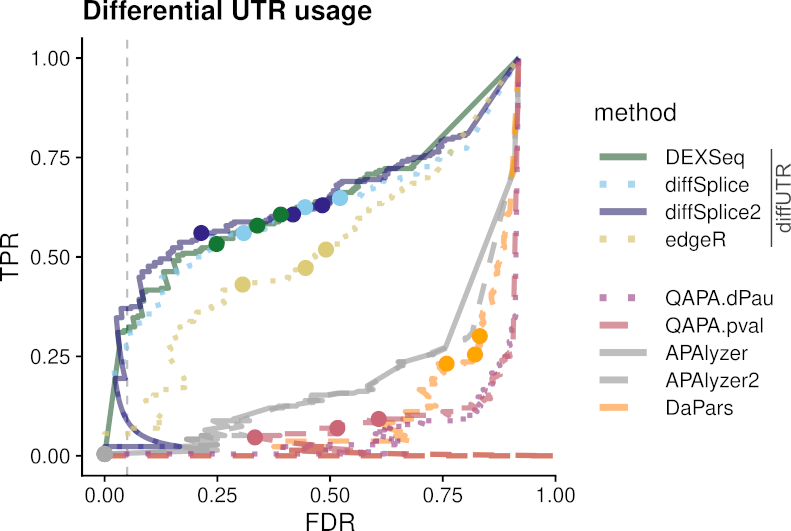 Differential UTR usage
1.00
0.75
0.50
0.25
0.00
TPR
0.00 0.25 0.50 0.75 1.00
FDR
method
DEXSeq
diffSplice
diffSplice2
edgeR
diffUTR
QAPA.dPau
QAPA.pval
APAlyzer
APAlyzer2
DaPars